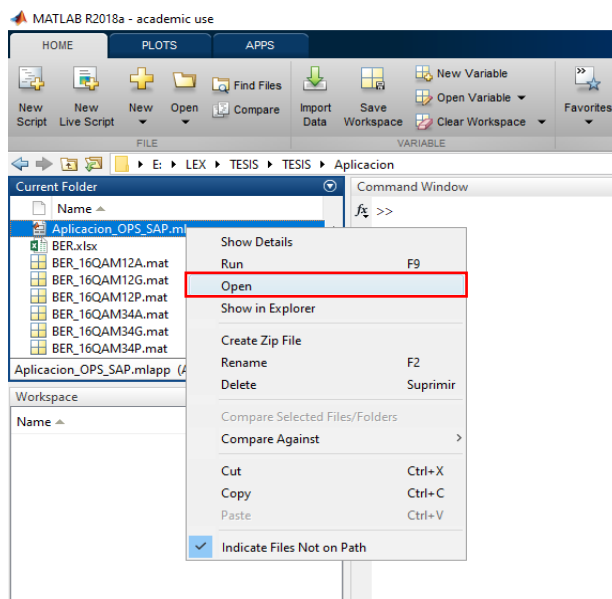 MATLAB R2018a - academic use
HOME PLOTS APPS
New Script
New Live Script
New
Open
Find Files
Compare
Import Data
Save Workspace
New Variable
Open Variable
Clear Workspace
Favorites
FILE VARIABLE
E: LEX TESIS TESIS Aplicacion
Current Folder
Name
Aplicacion_OPS_SAP.ml
BER.xlsx
BER_16QAM12A.mat
BER_16QAM12G.mat
BER_16QAM12P.mat
BER_16QAM34A.mat
BER_16QAM34G.mat
BER_16QAM34P.mat
Aplicacion_OPS_SAP.mlapp (
Workspace
Name
Command Window
fx >>
Show Details
Run F9
Open
Show in Explorer
Create Zip File
Rename F2
Delete Suprimir
Compare Selected Files/Folders
Compare Against >
Cut Ctrl+X
Copy Ctrl+C
Paste Ctrl+V
Indicate Files Not on Path